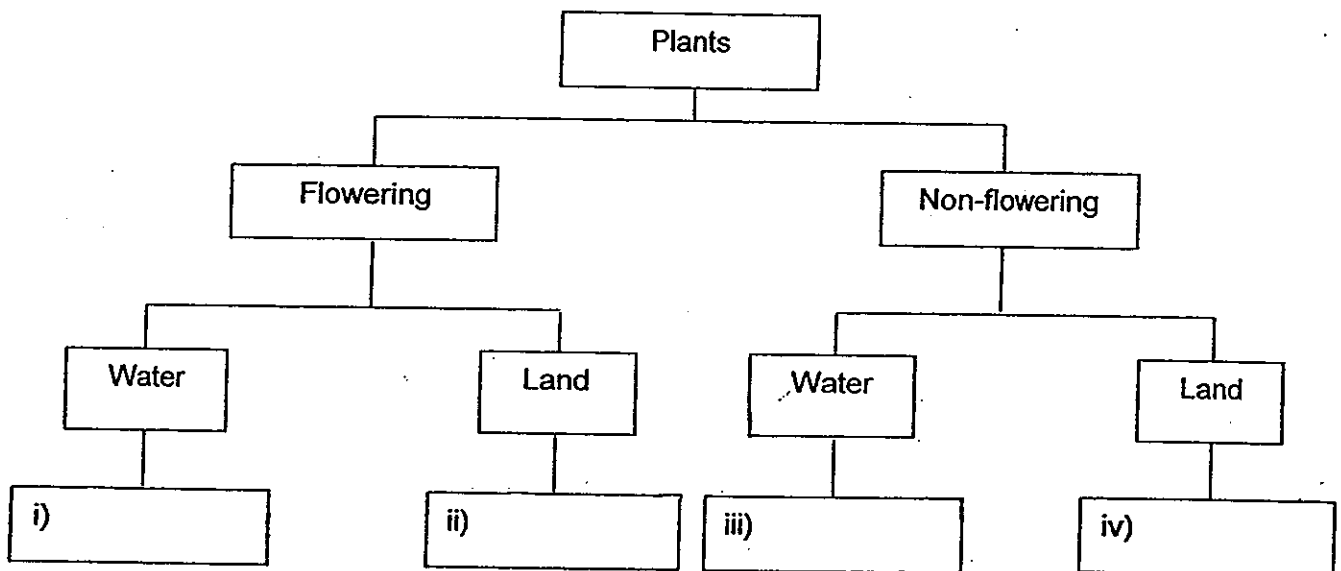 Plants
Flowering
Non-flowering
Water
Land
Water
Land
i)
ii)
iii)
iv)